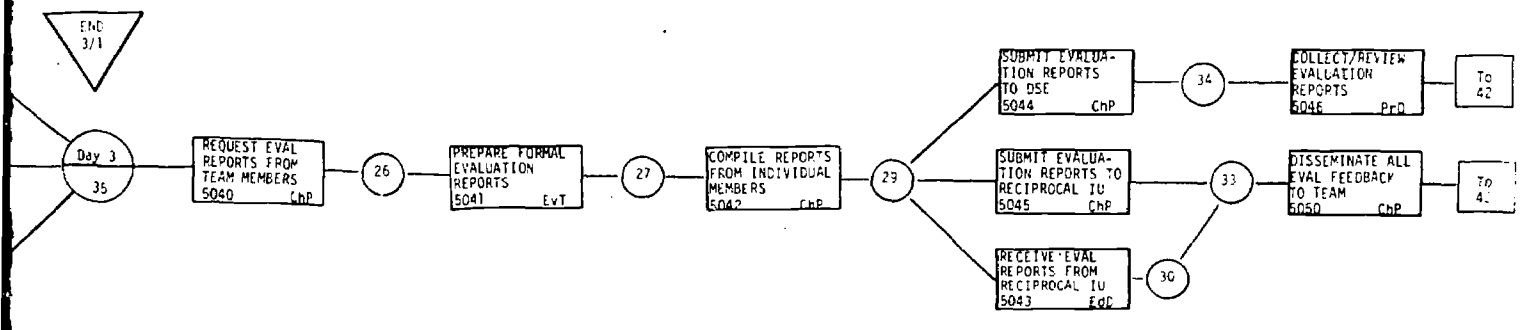 END
3/1
Day 3
35
REQUEST EVAL
REPORTS FROM
TEAM MEMBERS
5040 ChP
26
PREPARE FORMAL
EVALUATION
REPORTS
5041 EvT
27
COMPILE REPORTS
FROM INDIVIDUAL
MEMBERS
5042 ChP
29
SUBMIT EVALUA-
TION REPORTS
TO DSE
5044 ChP
34
COLLECT/REVIEW
EVALUATION
REPORTS
5046 PrD
To
42
SUBMIT EVALUA-
TION REPORTS TO
RECIPROCAL IU
5045 ChP
33
DISSEMINATE ALL
EVAL FEEDBACK
TO TEAM
5050 ChP
To
RECEIVE EVAL
REPORTS FROM
RECIPROCAL IU
5043 EdD
30